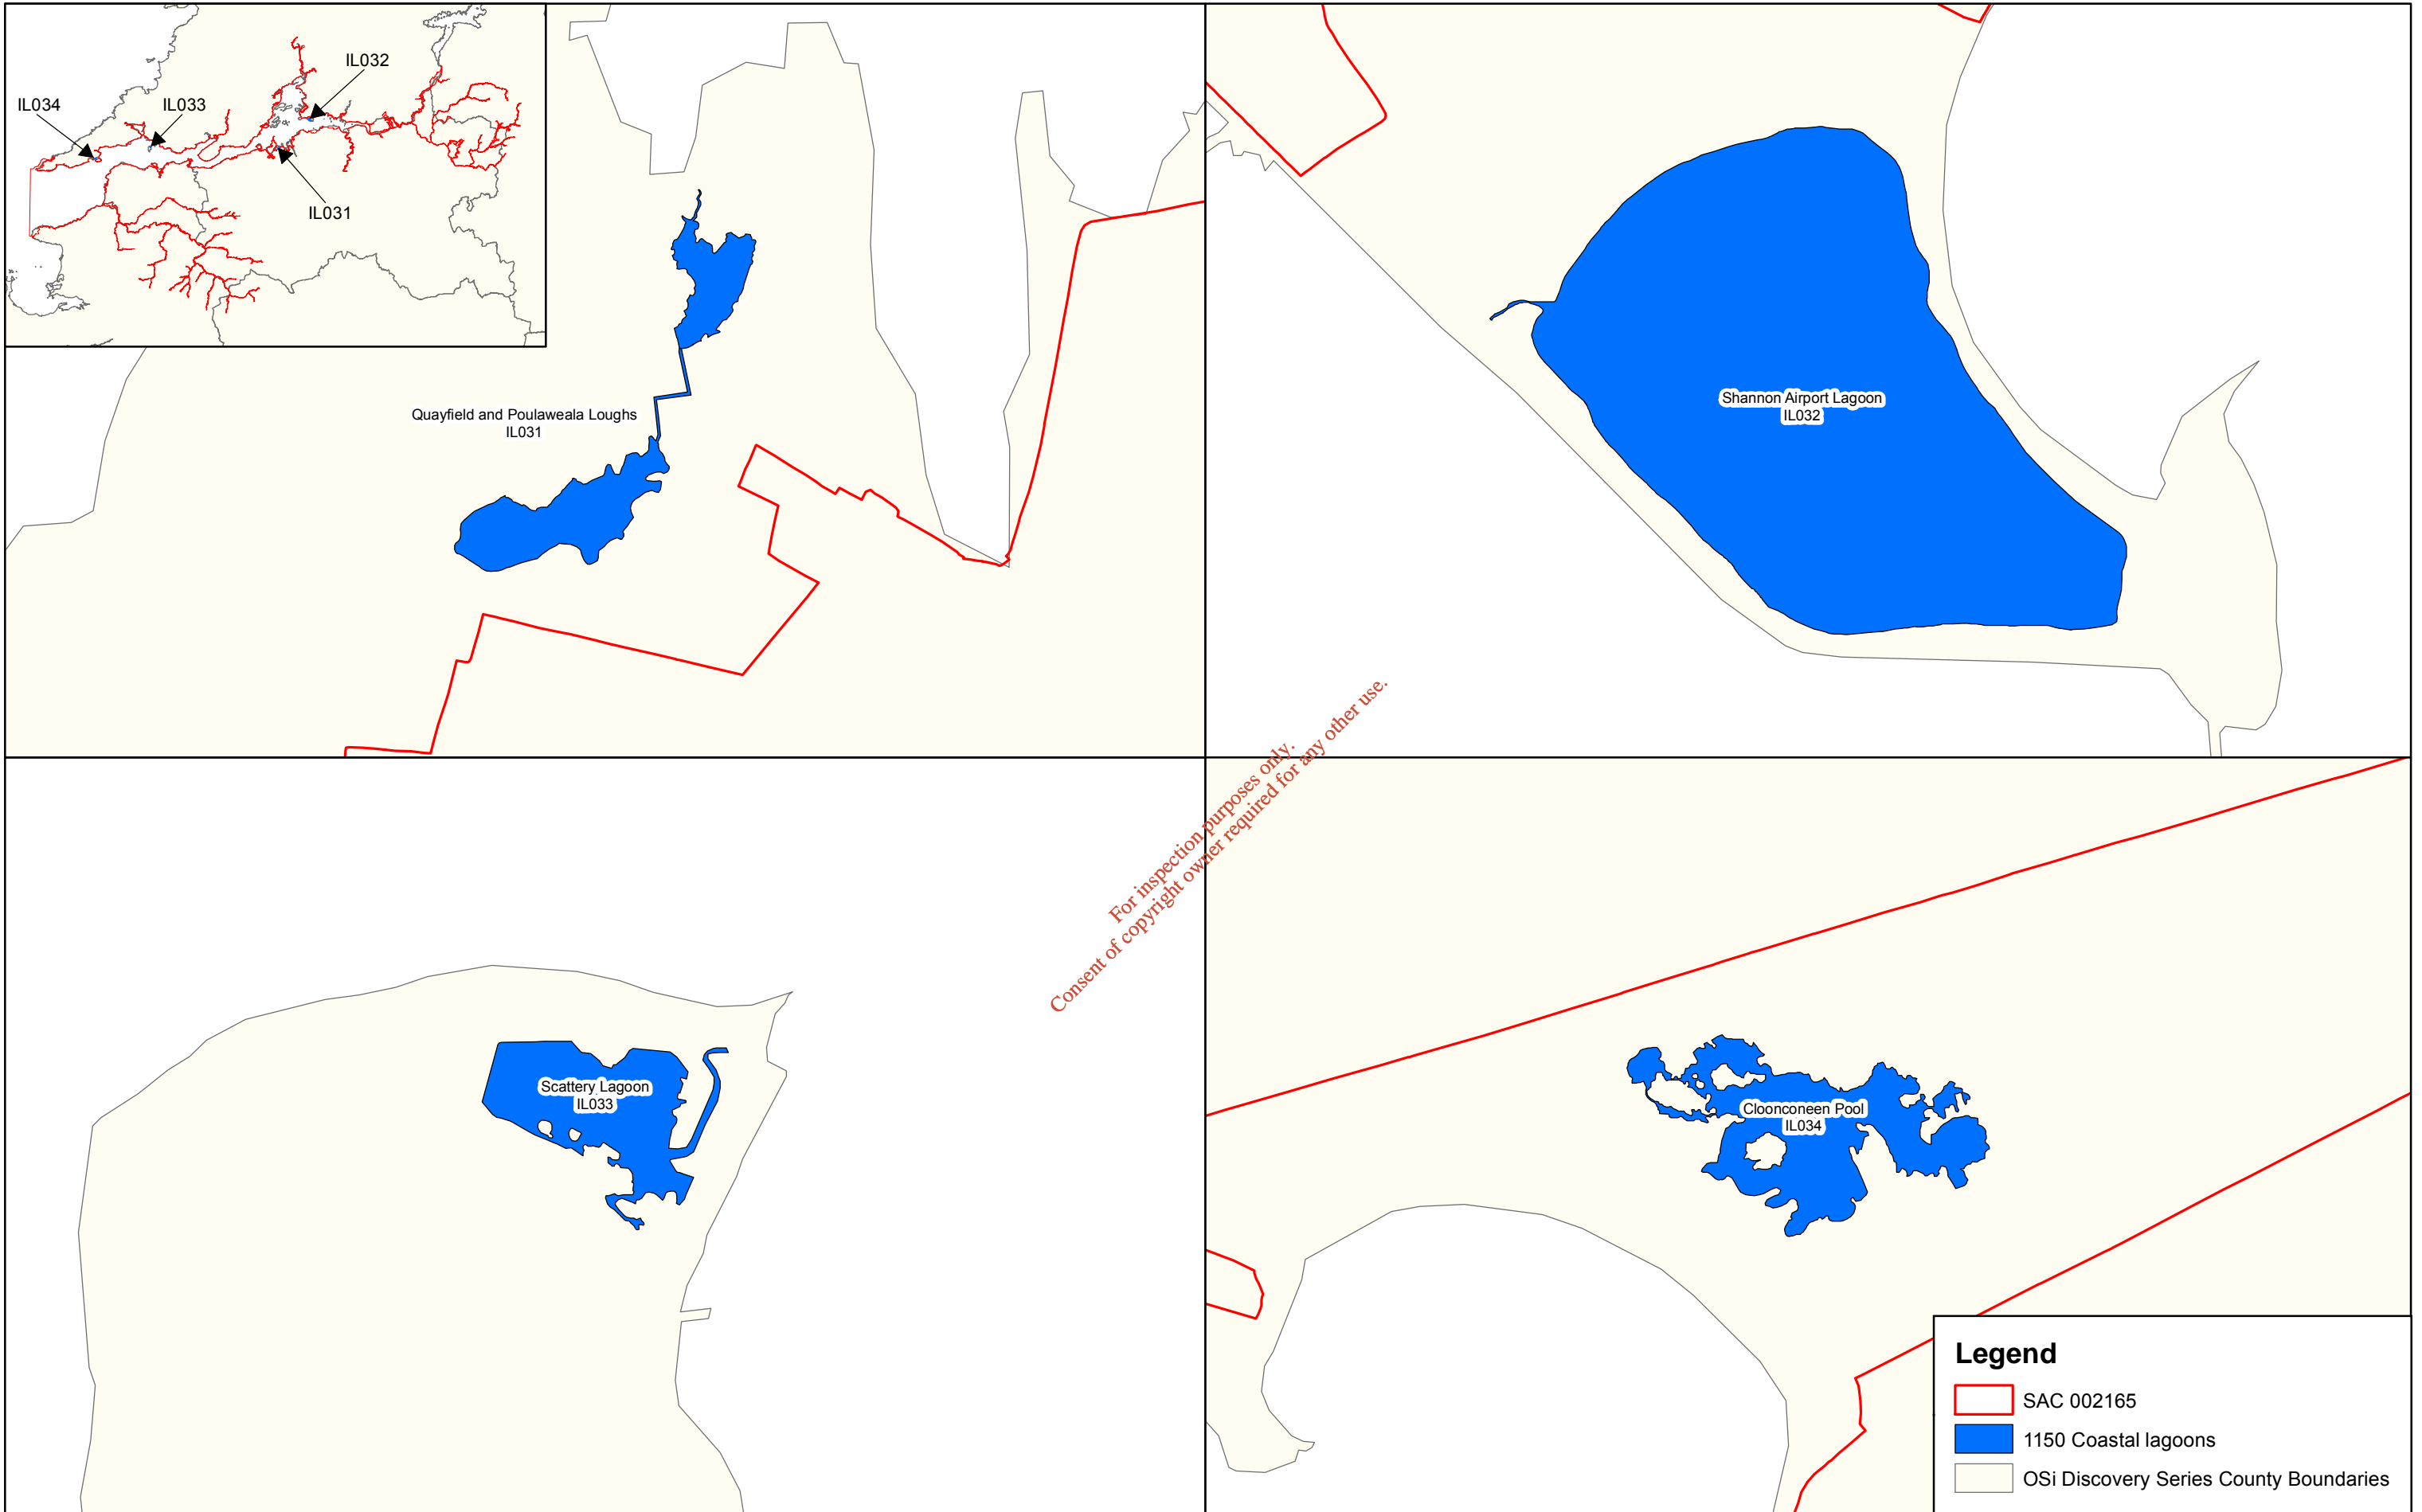 IL032
IL034
IL033
IL031
Quayfield and Poulaweala Loughs
IL031
Shannon Airport Lagoon
IL032
For inspection purposes only.
Consent of copyright owner required for any other use.
Scattery Lagoon
IL033
Cloonconeen Pool
IL034
Legend
SAC 002165
1150 Coastal lagoons
OSi Discovery Series County Boundaries